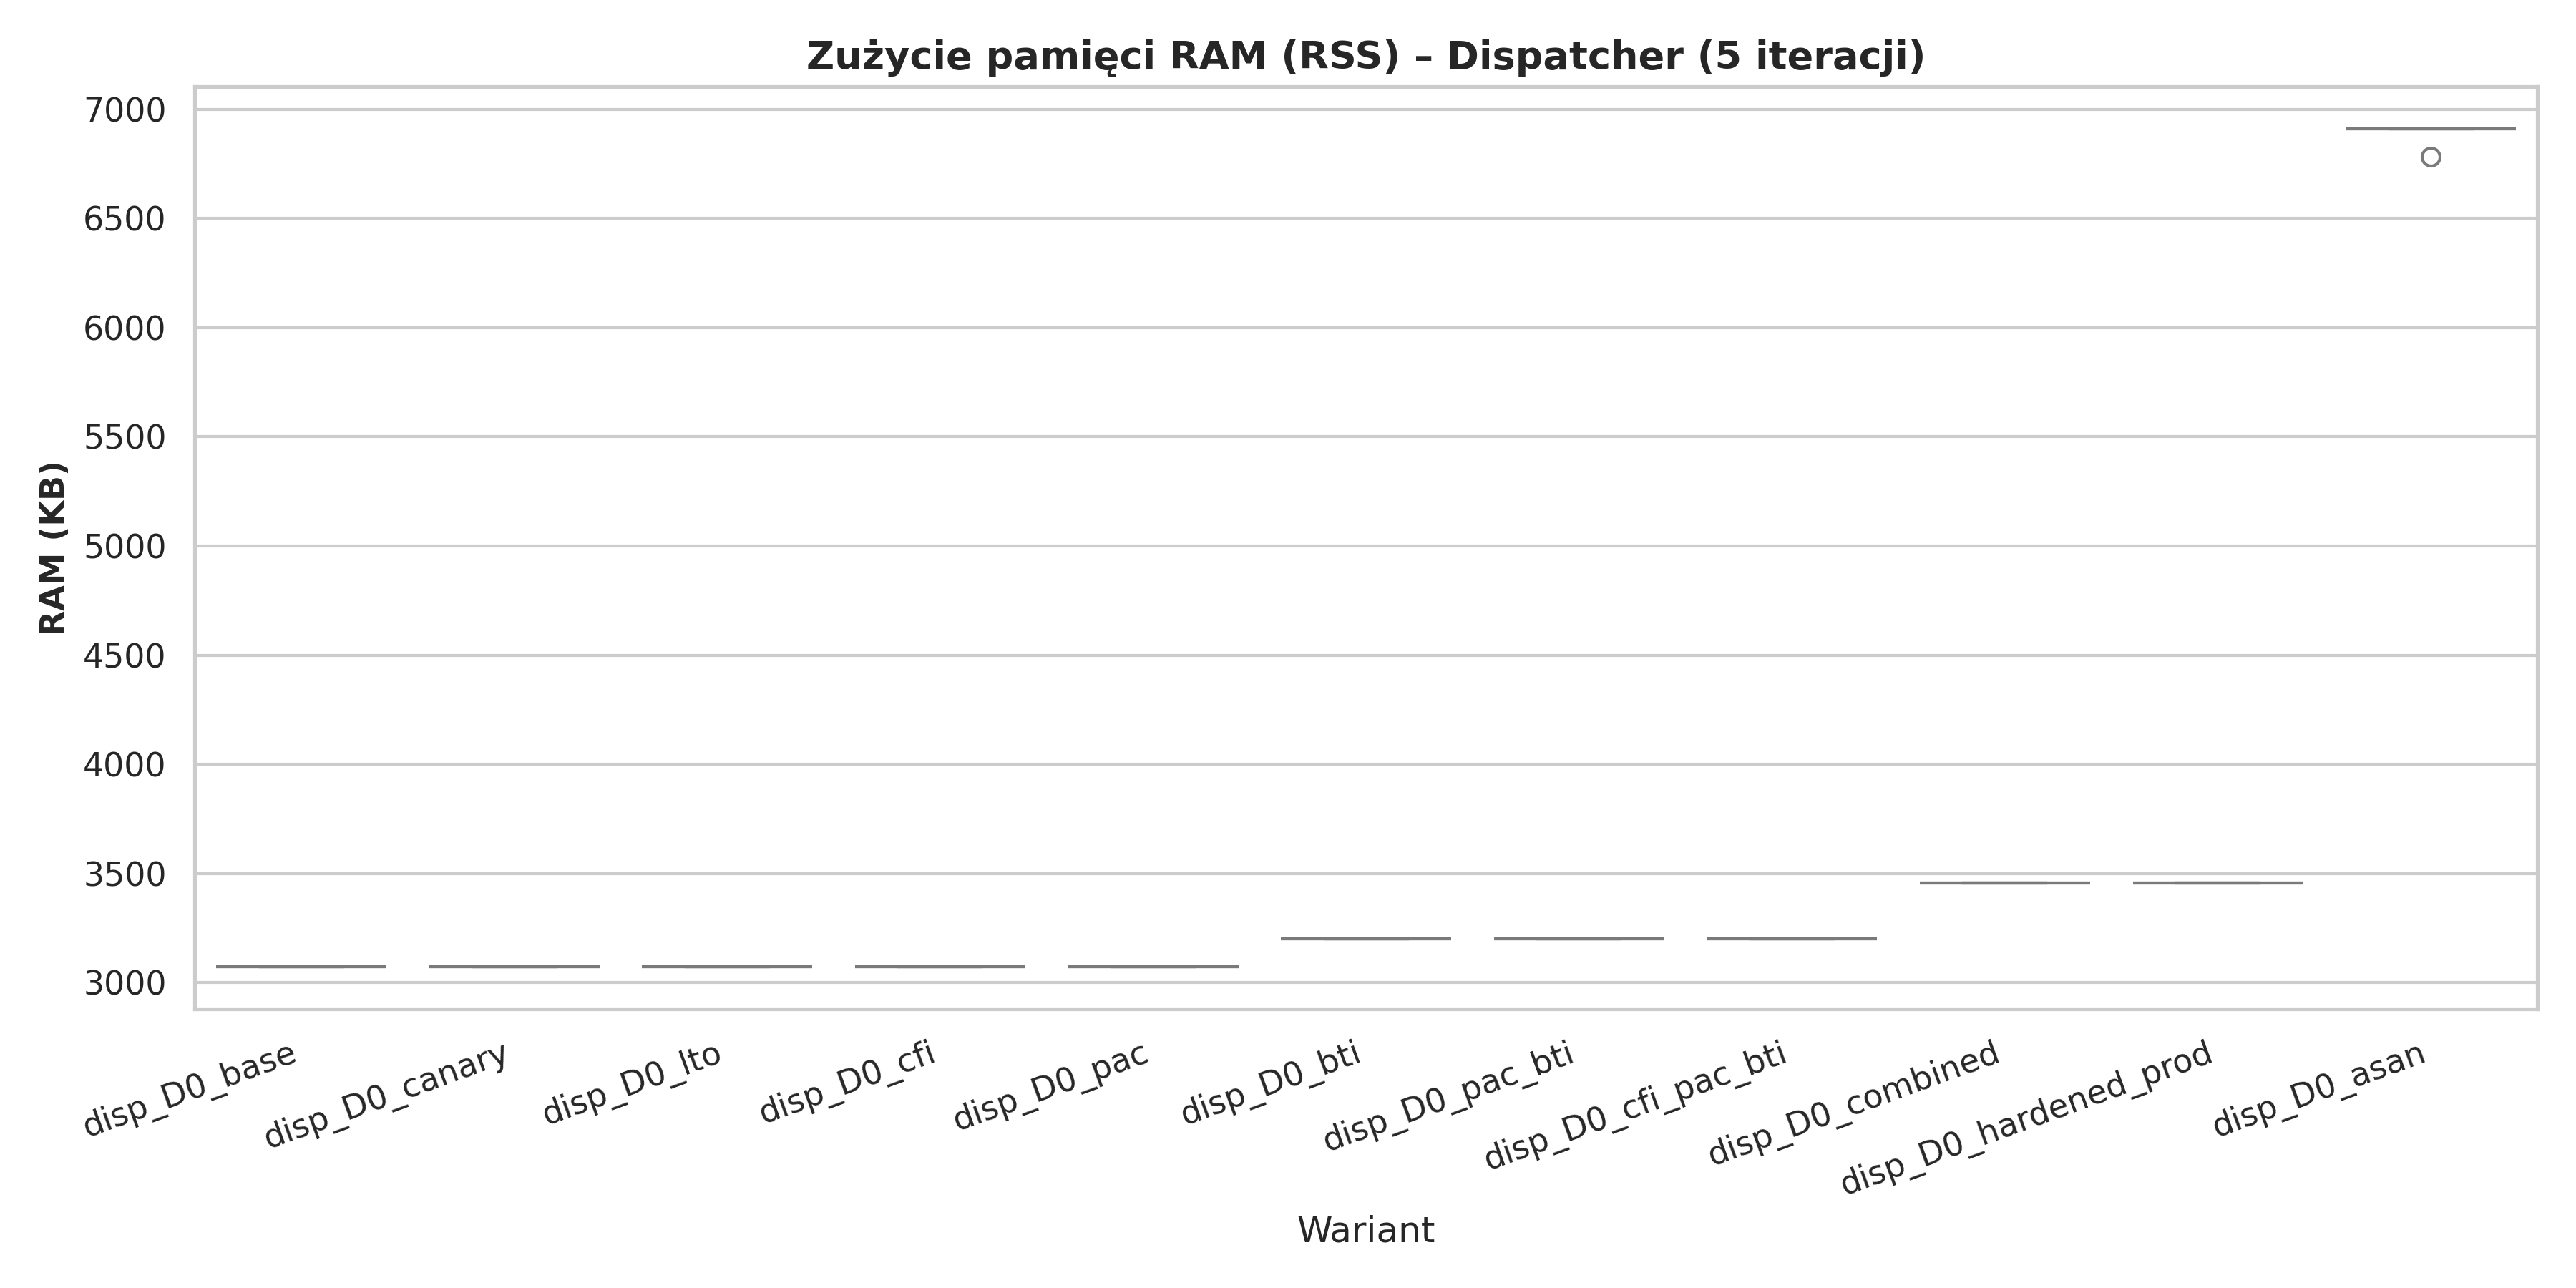 Zużycie pamięci RAM (RSS) – Dispatcher (5 iteracji)
RAM (KB)
7000
6500
6000
5500
5000
4500
4000
3500
3000
disp_D0_base
disp_D0_canary
disp_D0_lto
disp_D0_cfi
disp_D0_pac
disp_D0_bti
disp_D0_pac_bti
disp_D0_cfi_pac_bti
disp_D0_combined
disp_D0_hardened_prod
disp_D0_asan
Wariant